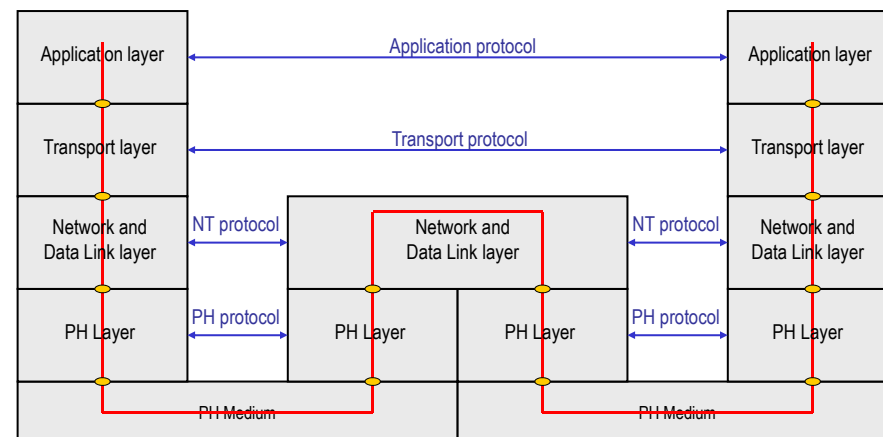 Application layer
Application protocol
Application layer
Transport layer
Transport protocol
Transport layer
Network and
Data Link layer
NT protocol
Network and
Data Link layer
NT protocol
Network and
Data Link layer
PH Layer
PH protocol
PH Layer
PH Layer
PH protocol
PH Layer
PH Medium
PH Medium